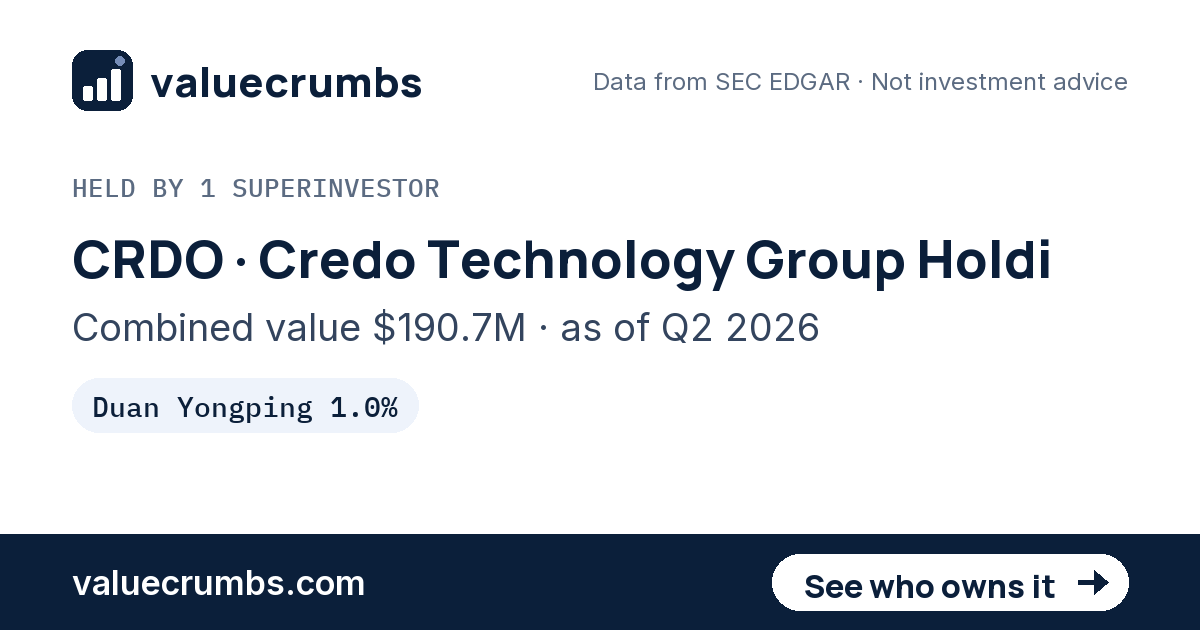 valuecrumbs
Data from SEC EDGAR · Not investment advice
HELD BY 1 SUPERINVESTOR
CRDO · Credo Technology Group Holdi
Combined value $190.7M · as of Q2 2026
Duan Yongping 1.0%
valuecrumbs.com
See who owns it →